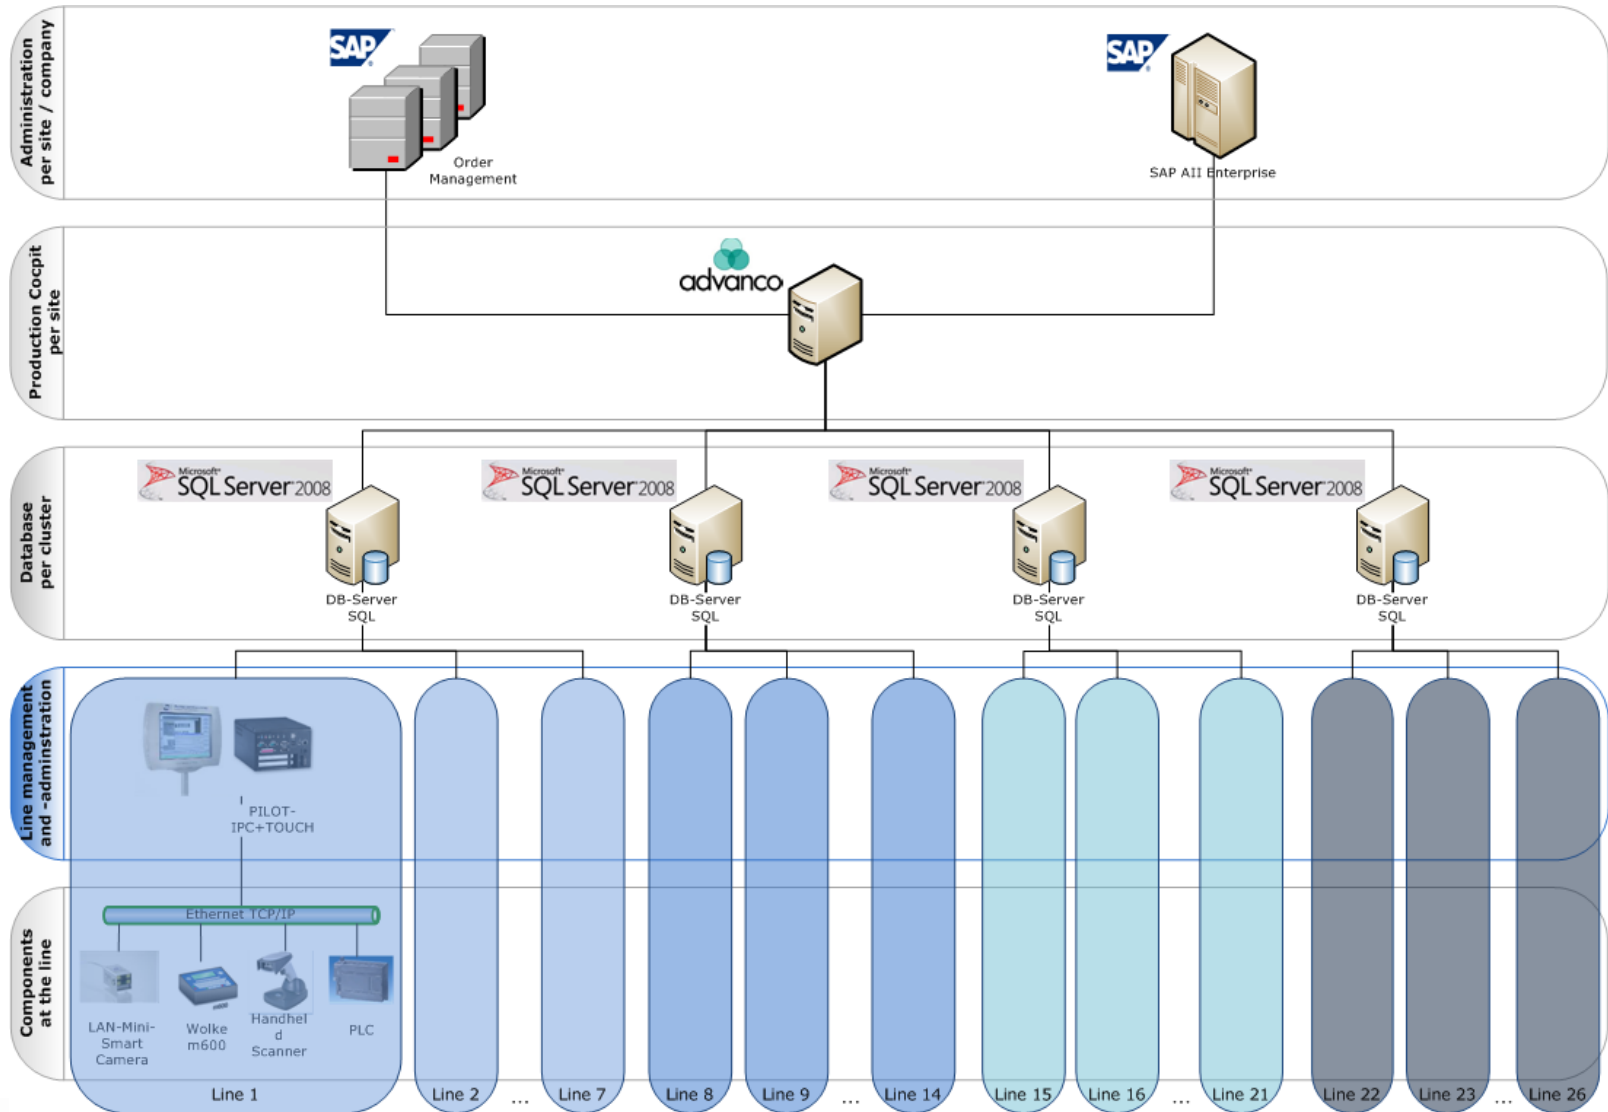 Administration
per site / company
SAP
®
Order
Management
SAP
®
SAP AII Enterprise
Production Cocpit
per site
advanco
Database
per cluster
Microsoft®
SQL Server®2008
Microsoft®
SQL Server®2008
Microsoft®
SQL Server®2008
Microsoft®
SQL Server®2008
DB-Server
SQL
DB-Server
SQL
DB-Server
SQL
DB-Server
SQL
Line management
and -adminstration
PILOT-
IPC+TOUCH
Components
at the line
Ethernet TCP/IP
LAN-Mini-
Smart
Camera
m600
Wolke
m600
Handhel
d
Scanner
PLC
Line 1
Line 2
...
Line 7
Line 8
Line 9
...
Line 14
Line 15
Line 16
...
Line 21
Line 22
Line 23
...
Line 26